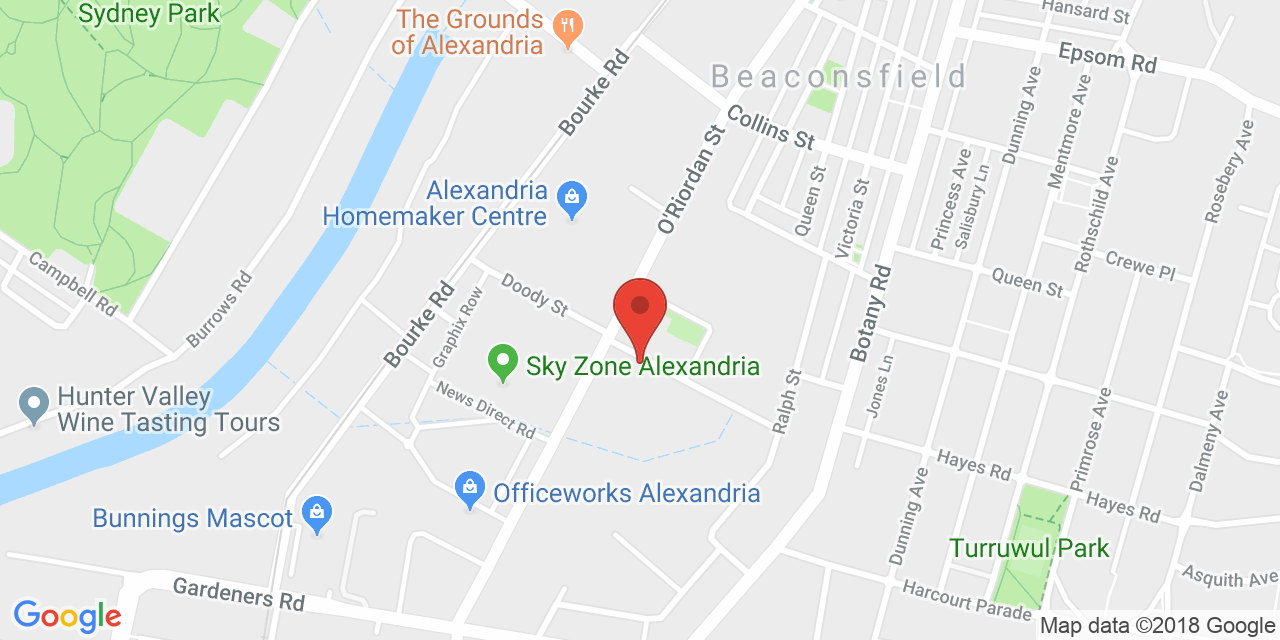 Sydney Park
The Grounds
of Alexandria
Hansard St
Epsom Rd
Beaconsfield
Bourke Rd
Collins St
O'Riordan St
Dunning Ave
Mentmore Ave
Rosebery Ave
Alexandria
Homemaker Centre
Queen St
Victoria St
Princess Ave
Salisbury Ln
Rothschild Ave
Crewe Pl
Queen St
Campbell Rd
Burrows Rd
Bourke Rd
Graphix Row
Doody St
Botany Rd
Sky Zone Alexandria
Jones Ln
Ralph St
Hunter Valley
Wine Tasting Tours
News Direct Rd
Primrose Ave
Dalmeny Ave
Hayes Rd
Hayes Rd
Officeworks Alexandria
Bunnings Mascot
Dunning Ave
Turruwul Park
Asquith Ave
Gardeners Rd
Harcourt Parade
Google
Map data ©2018 Google